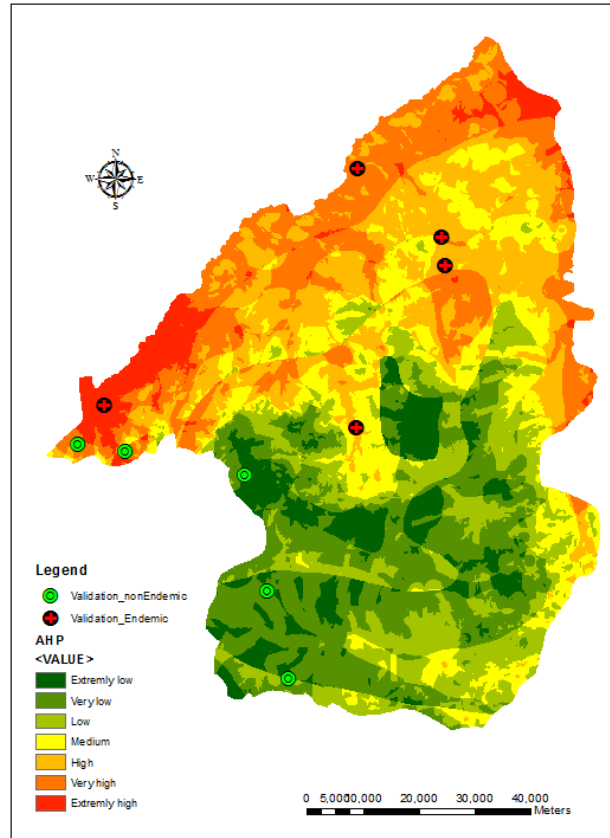 N
W E
S
Legend
Validation_nonEndemic
Validation_Endemic
AHP
<VALUE>
Extremly low
Very low
Low
Medium
High
Very high
Extremly high
0 5,00010,000 20,000 30,000 40,000
Meters